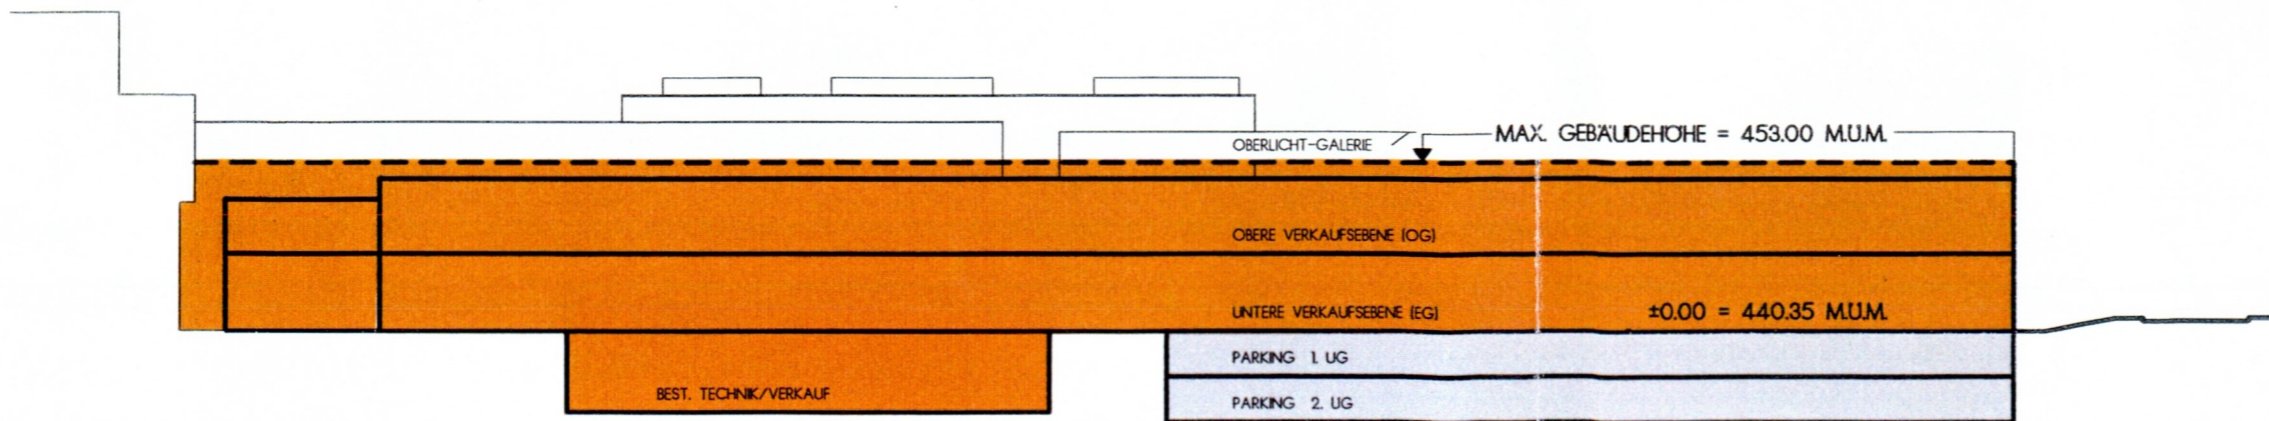 MAX. GEBÄUDEHÖHE = 453.00 M.Ü.M.
OBERLICHT-GALERIE
OBERE VERKAUFSEBENE (OG)
UNTERE VERKAUFSEBENE (EG)
±0.00 = 440.35 M.Ü.M.
PARKING 1. UG
BEST. TECHNIK/VERKAUF
PARKING 2. UG